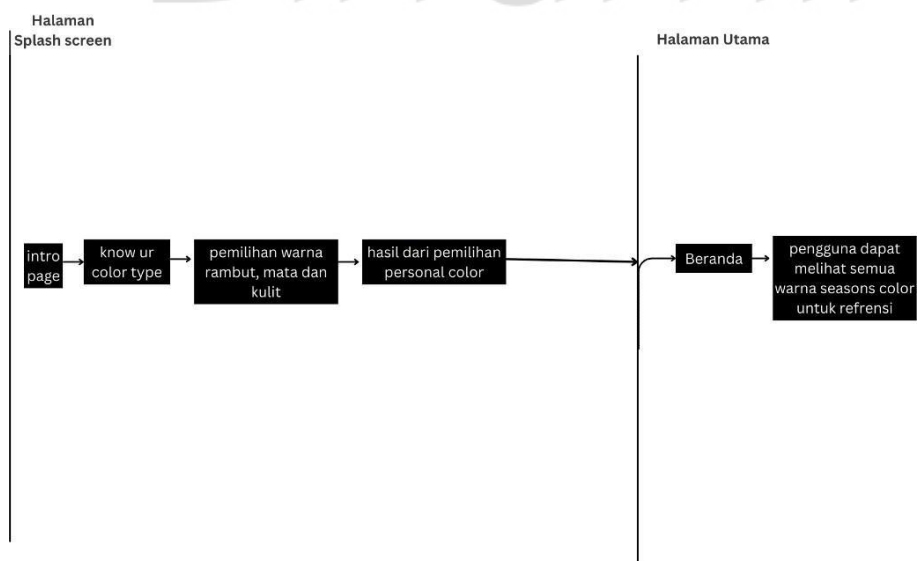 Halaman
Splash screen
Halaman Utama
intro
page
know ur
color type
pemilihan warna
rambut, mata dan
kulit
hasil dari pemilihan
personal color
Beranda
pengguna dapat
melihat semua
warna seasons color
untuk refrensi